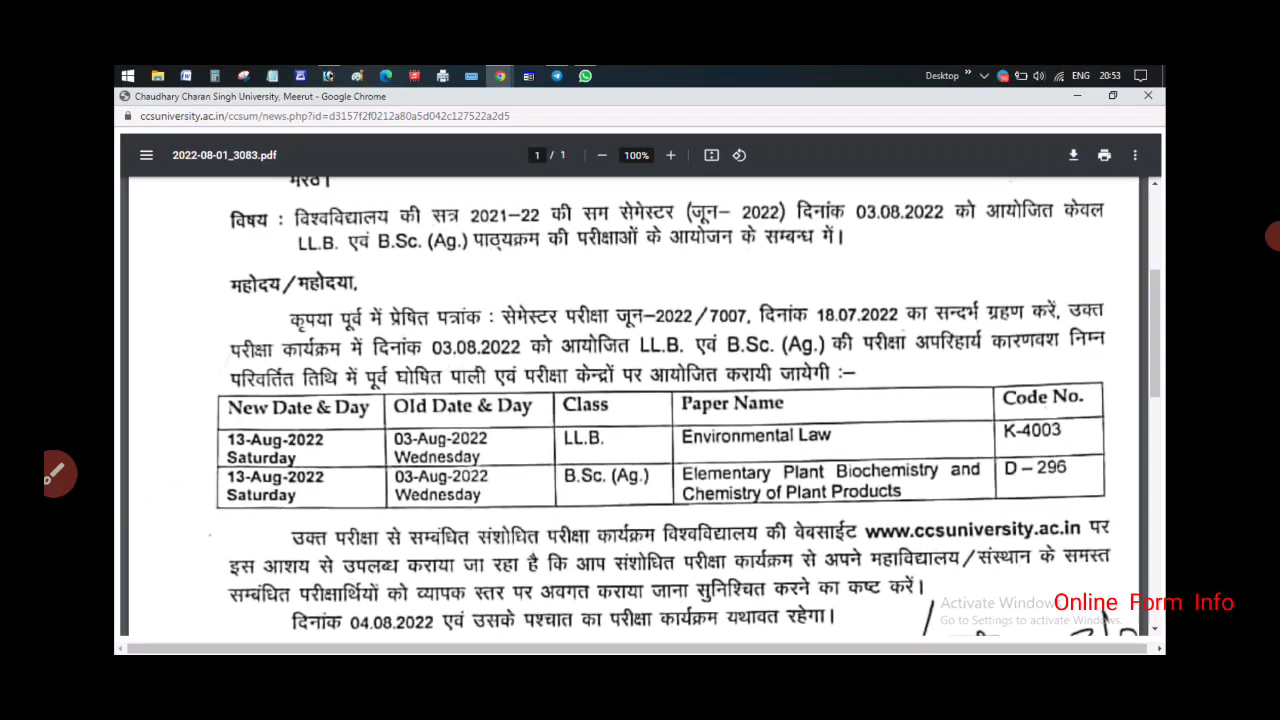 Desktop » ENG 20:53
Chaudhary Charan Singh University, Meerut - Google Chrome
ccsuniversity.ac.in/ccsum/news.php?id=d3157f2f0212a80a5d042c127522a2d5
2022-08-01_3083.pdf 1 / 1 100%
मेरठ।
विषय : विश्वविद्यालय की सत्र 2021-22 की सम सेमेस्टर (जून- 2022) दिनांक 03.08.2022 को आयोजित केवल
LL.B. एवं B.Sc. (Ag.) पाठ्यक्रम की परीक्षाओं के आयोजन के सम्बन्ध में।
महोदय/महोदया,
कृपया पूर्व में प्रेषित पत्रांक : सेमेस्टर परीक्षा जून-2022/7007, दिनांक 18.07.2022 का सन्दर्भ ग्रहण करें, उक्त
परीक्षा कार्यक्रम में दिनांक 03.08.2022 को आयोजित LL.B. एवं B.Sc. (Ag.) की परीक्षा अपरिहार्य कारणवश निम्न
परिवर्तित तिथि में पूर्व घोषित पाली एवं परीक्षा केन्द्रों पर आयोजित करायी जायेगी :-
New Date & Day Old Date & Day Class Paper Name Code No.
13-Aug-2022 03-Aug-2022 LL.B. Environmental Law K-4003
Saturday Wednesday
13-Aug-2022 03-Aug-2022 B.Sc. (Ag.) Elementary Plant Biochemistry and D – 296
Saturday Wednesday Chemistry of Plant Products
उक्त परीक्षा से सम्बंधित संशोधित परीक्षा कार्यक्रम विश्वविद्यालय की वेबसाईट www.ccsuniversity.ac.in पर
इस आशय से उपलब्ध कराया जा रहा है कि आप संशोधित परीक्षा कार्यक्रम से अपने महाविद्यालय/संस्थान के समस्त
सम्बंधित परीक्षार्थियों को व्यापक स्तर पर अवगत कराया जाना सुनिश्चित करने का कष्ट करें।
Activate Windows Online Form Info
दिनांक 04.08.2022 एवं उसके पश्चात का परीक्षा कार्यक्रम यथावत रहेगा।
Go to Settings to activate Windows.